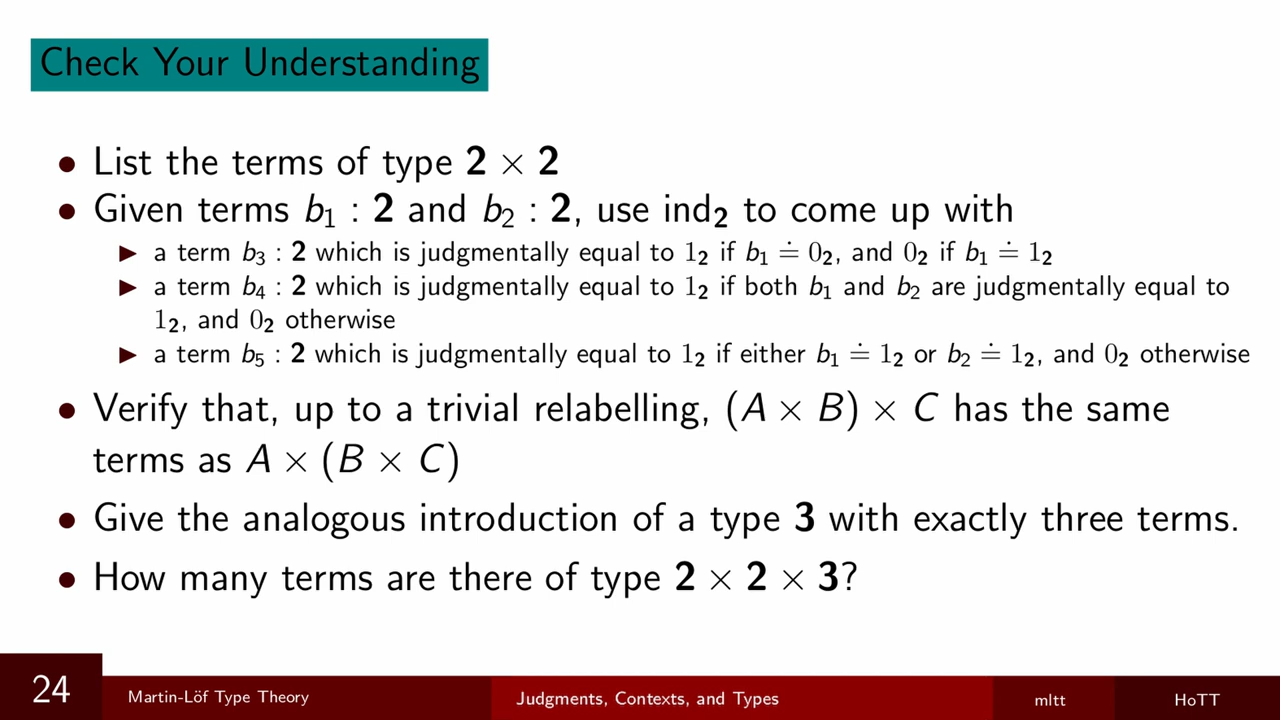 Check Your Understanding
• List the terms of type 𝟐 × 𝟐
• Given terms b₁ : 𝟐 and b₂ : 𝟐, use ind𝟐 to come up with
▶ a term b₃ : 𝟐 which is judgmentally equal to 1𝟐 if b₁ ≐ 0𝟐, and 0𝟐 if b₁ ≐ 1𝟐
▶ a term b₄ : 𝟐 which is judgmentally equal to 1𝟐 if both b₁ and b₂ are judgmentally equal to
1𝟐, and 0𝟐 otherwise
▶ a term b₅ : 𝟐 which is judgmentally equal to 1𝟐 if either b₁ ≐ 1𝟐 or b₂ ≐ 1𝟐, and 0𝟐 otherwise
• Verify that, up to a trivial relabelling, (A × B) × C has the same
terms as A × (B × C)
• Give the analogous introduction of a type 𝟑 with exactly three terms.
• How many terms are there of type 𝟐 × 𝟐 × 𝟑?
24 Martin-Löf Type Theory Judgments, Contexts, and Types mltt HoTT